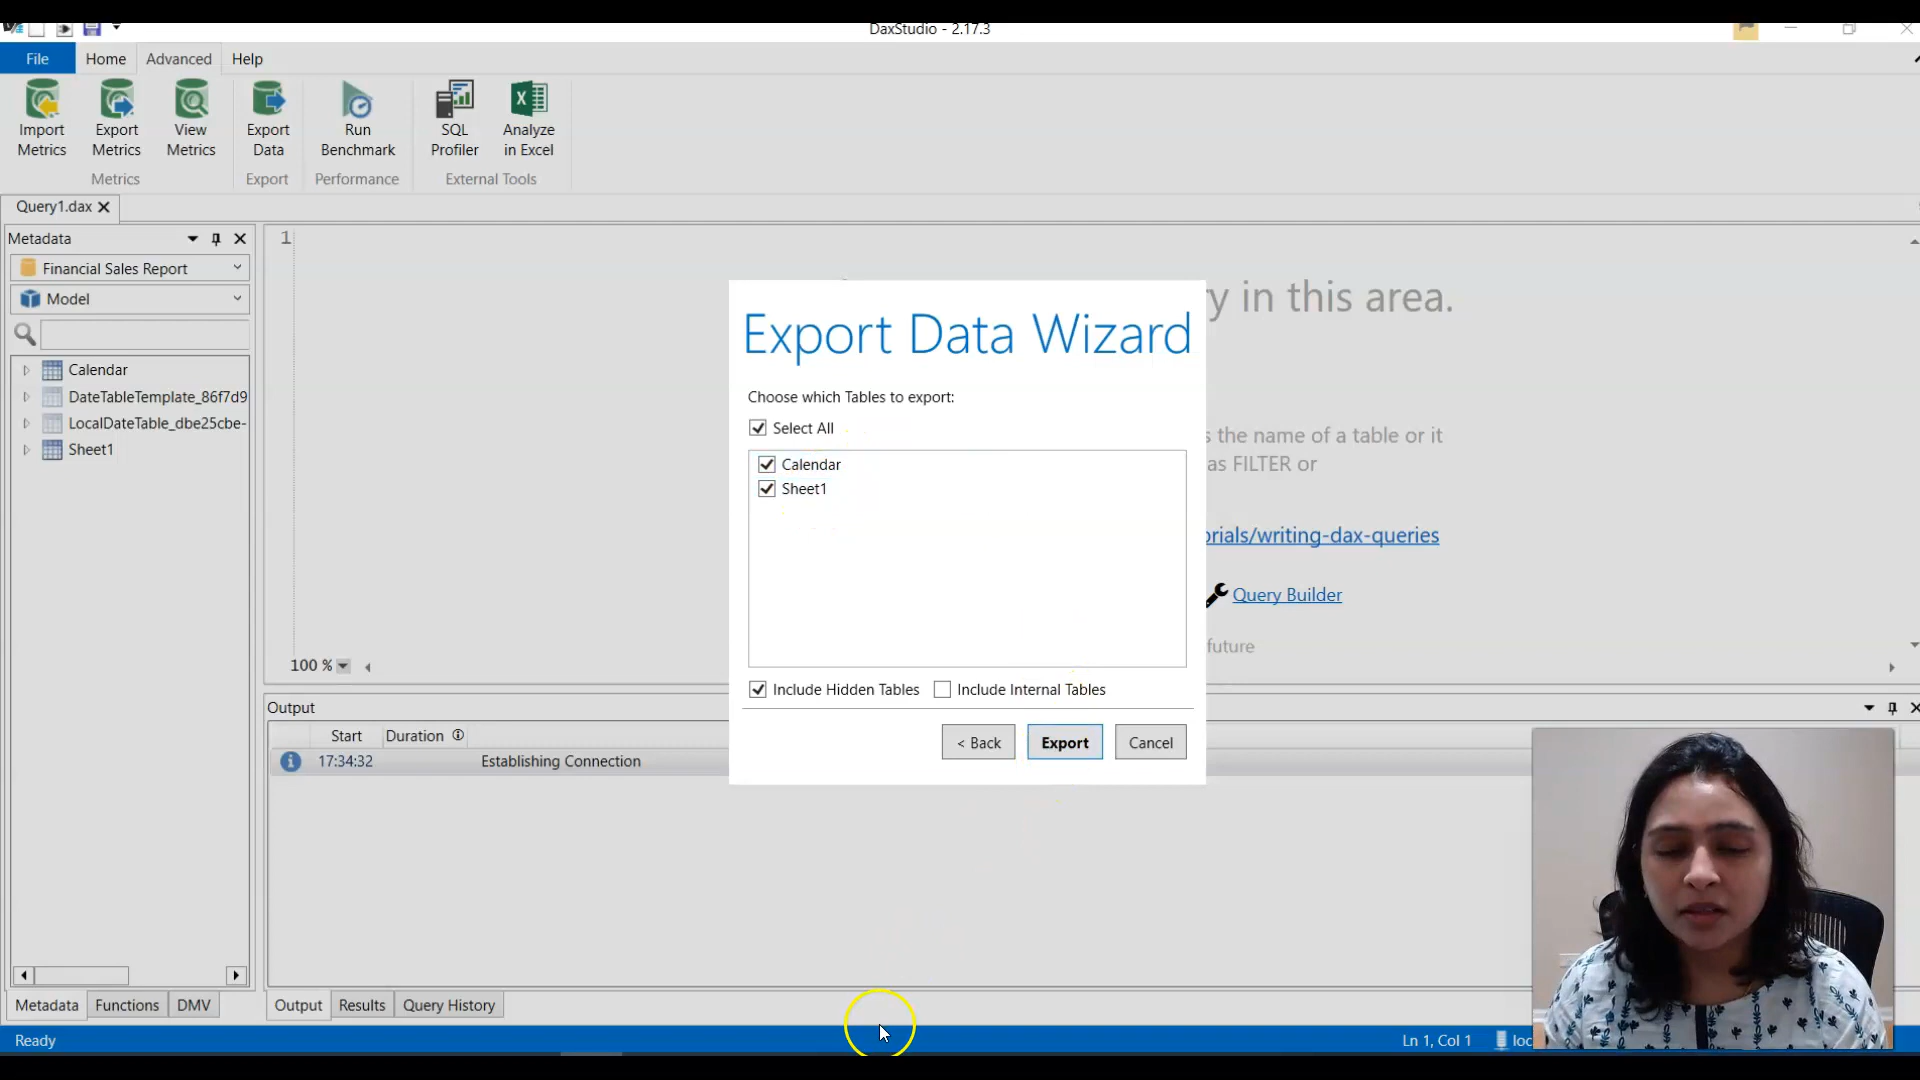 DaxStudio - 2.17.3
File Home Advanced Help
Import Metrics
Export Metrics
View Metrics
Export Data
Run Benchmark
SQL Profiler
Analyze in Excel
Metrics
Export
Performance
External Tools
Query1.dax
Metadata
1
Financial Sales Report
Model
y in this area.
Calendar
DateTableTemplate_86f7d9
LocalDateTable_dbe25cbe-
Sheet1
Export Data Wizard
Choose which Tables to export:
Select All
Calendar
Sheet1
Include Hidden Tables Include Internal Tables
< Back Export Cancel
s the name of a table or it
as FILTER or
orials/writing-dax-queries
Query Builder
future
100 %
Output
Start Duration
17:34:32 Establishing Connection
Metadata Functions DMV
Output Results Query History
Ready
Ln 1, Col 1
loc